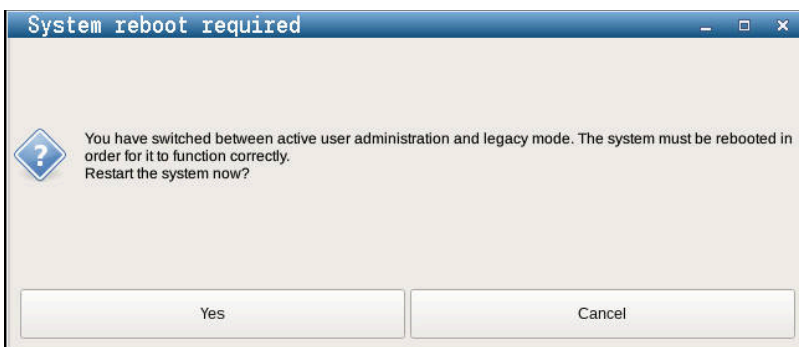 System reboot required
You have switched between active user administration and legacy mode. The system must be rebooted in
order for it to function correctly.
Restart the system now?
Yes
Cancel